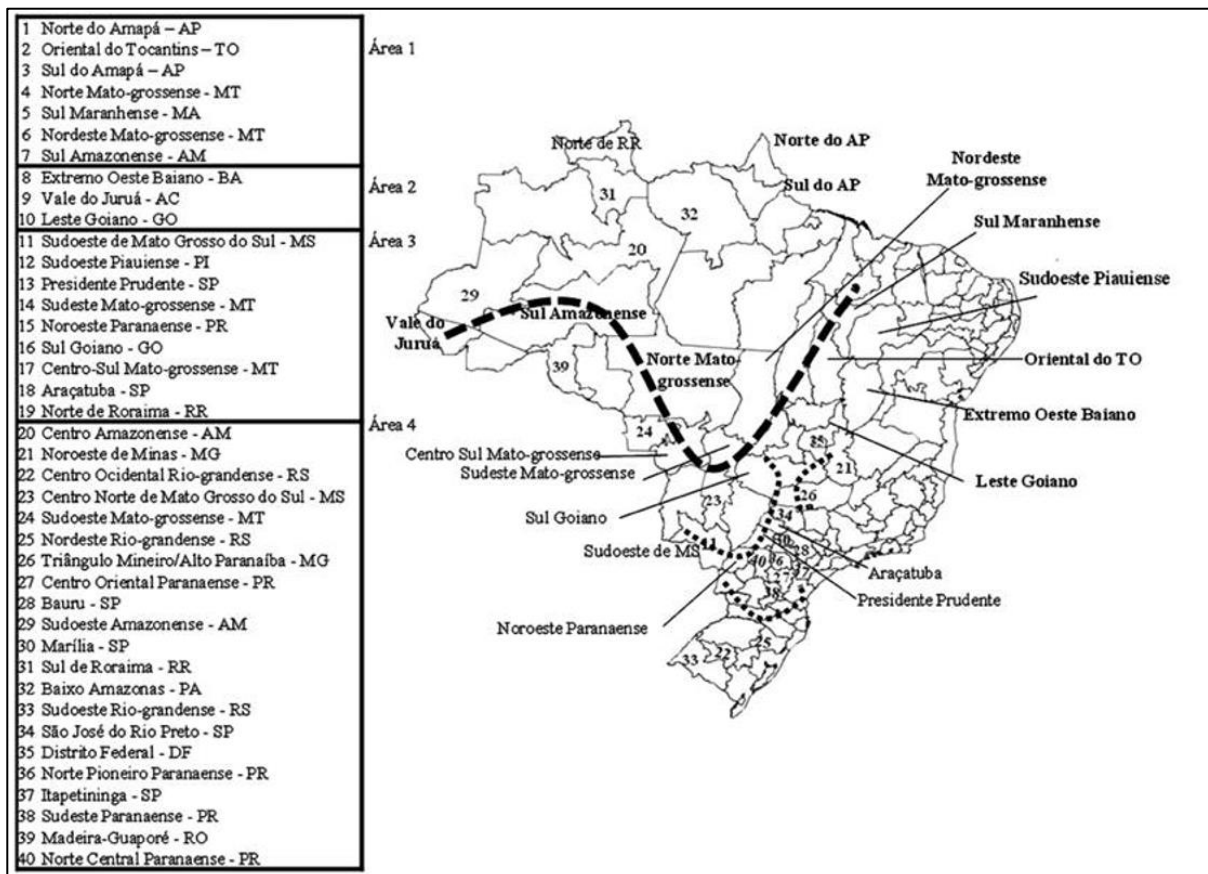 1 Norte do Amapá – AP
2 Oriental do Tocantins – TO
3 Sul do Amapá – AP
4 Norte Mato-grossense - MT
5 Sul Maranhense - MA
6 Nordeste Mato-grossense - MT
7 Sul Amazonense - AM
Área 1
8 Extremo Oeste Baiano - BA
9 Vale do Juruá - AC
10 Leste Goiano - GO
Área 2
11 Sudoeste de Mato Grosso do Sul - MS
12 Sudoeste Piauiense - PI
13 Presidente Prudente - SP
14 Sudeste Mato-grossense - MT
15 Noroeste Paranaense - PR
16 Sul Goiano - GO
17 Centro-Sul Mato-grossense - MT
18 Araçatuba - SP
19 Norte de Roraima - RR
Área 3
20 Centro Amazonense - AM
21 Noroeste de Minas - MG
22 Centro Ocidental Rio-grandense - RS
23 Centro Norte de Mato Grosso do Sul - MS
24 Sudoeste Mato-grossense - MT
25 Nordeste Rio-grandense - RS
26 Triângulo Mineiro/Alto Paranaíba - MG
27 Centro Oriental Paranaense - PR
28 Bauru - SP
29 Sudoeste Amazonense - AM
30 Marília - SP
31 Sul de Roraima - RR
32 Baixo Amazonas - PA
33 Sudoeste Rio-grandense - RS
34 São José do Rio Preto - SP
35 Distrito Federal - DF
36 Norte Pioneiro Paranaense - PR
37 Itapetininga - SP
38 Sudeste Paranaense - PR
39 Madeira-Guaporé - RO
40 Norte Central Paranaense - PR
Área 4
Norte de RR
Norte do AP
Nordeste
Mato-grossense
Sul do AP
31
32
Sul Maranhense
20
Sudoeste Piauiense
29
Sul Amazonense
Vale do
Juruá
Norte Mato-
grossense
Oriental do TO
39
Extremo Oeste Baiano
24
35
Centro Sul Mato-grossense
Sudeste Mato-grossense
21
Leste Goiano
23
26
Sul Goiano
34
Sudoeste de MS
30
28
40
36
37
Araçatuba
27
38
Presidente Prudente
Noroeste Paranaense
25
22
33